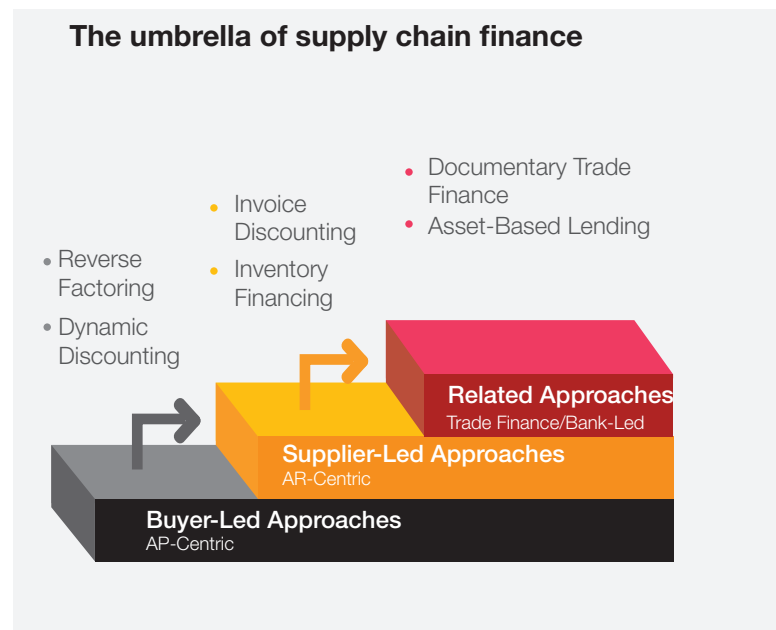 The umbrella of supply chain finance
• Documentary Trade
Finance
• Asset-Based Lending
• Invoice
Discounting
• Inventory
Financing
• Reverse
Factoring
• Dynamic
Discounting
Related Approaches
Trade Finance/Bank-Led
Supplier-Led Approaches
AR-Centric
Buyer-Led Approaches
AP-Centric